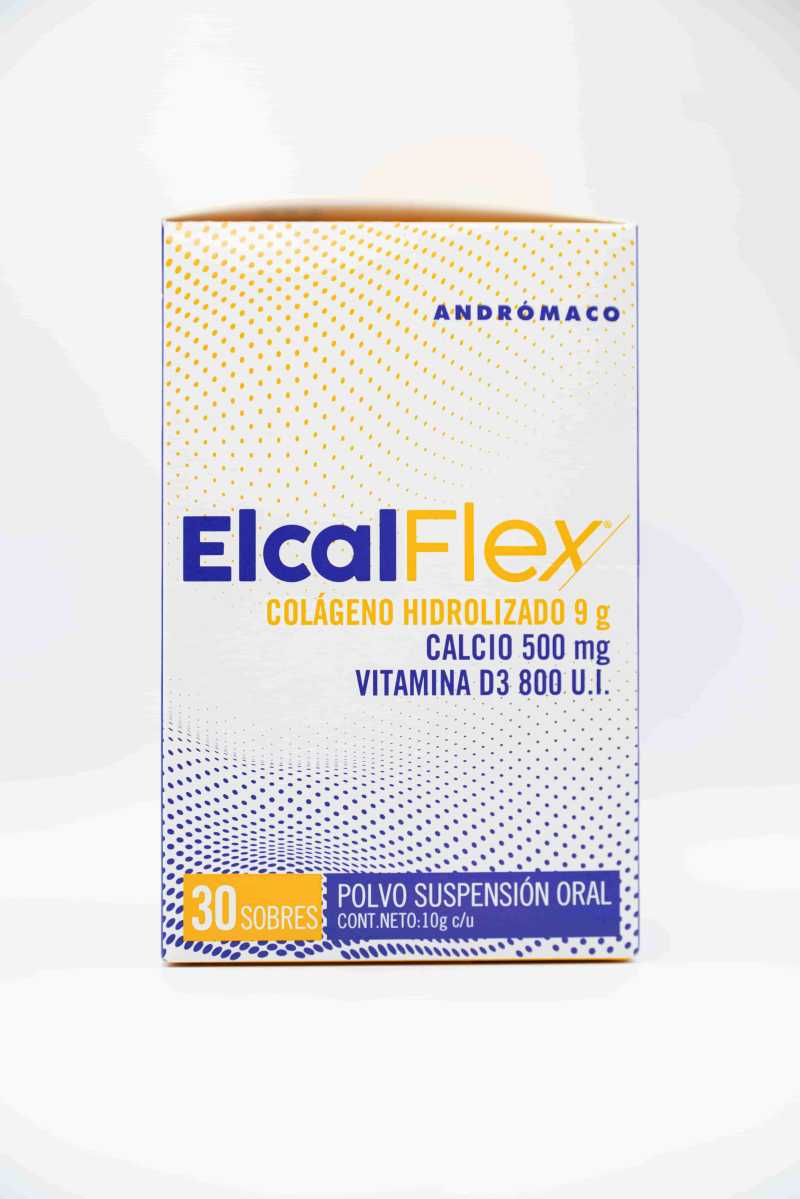 ANDRÓMACO
ElcalFlex®
COLÁGENO HIDROLIZADO 9 g
CALCIO 500 mg
VITAMINA D3 800 U.I.
30 SOBRES
POLVO SUSPENSIÓN ORAL
CONT.NETO:10g c/u